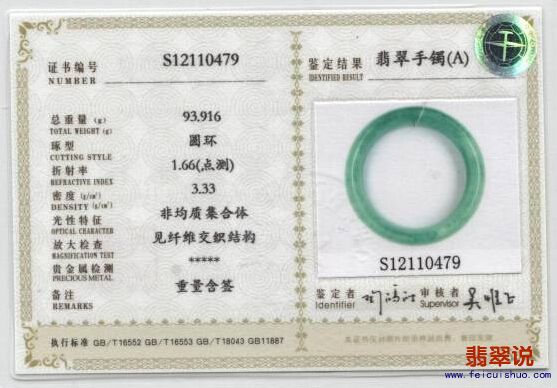 证书编号 S12110479
NUMBER
总重量(g) 93.916
TOTAL WEIGHT (g)
琢型 圆环
CUTTING STYLE
折射率 1.66(点测)
REFRACTIVE INDEX
密度(g/cm³) 3.33
DENSITY (g/cm³)
光性特征 非均质集合体
OPTICAL CHARACTER
放大检查 见纤维交织结构
MAGNIFICATION TEST
贵金属检测 *****
PRECIOUS METAL
备注 重量含签
REMARKS
执行标准 GB/T16552 GB/T16553 GB/T18043 GB11887
鉴定结果 翡翠手镯(A)
IDENTIFIED RESULT
S12110479
鉴定者 审核者
Identifier Supervisor
翡翠说
www.feicuishuo.com